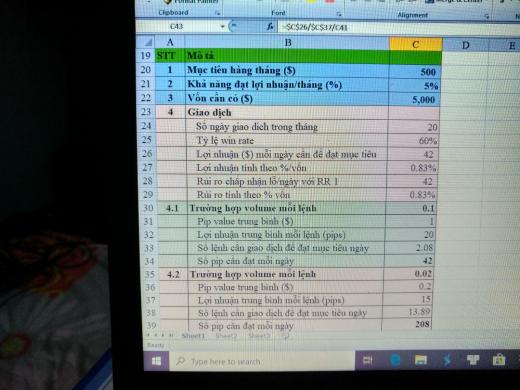 Format Painter
Clipboard
Font
Alignment
C43
fx
=$C$26/$C$37/C41
A B C D E
19 STT Mô tả
20 1 Mục tiêu hàng tháng ($) 500
21 2 Khả năng đạt lợi nhuận/tháng (%) 5%
22 3 Vốn cần có ($) 5,000
23 4 Giao dịch
24 Số ngày giao dịch trong tháng 20
25 Tỷ lệ win rate 60%
26 Lợi nhuận ($) mỗi ngày cần để đạt mục tiêu 42
27 Lợi nhuận tính theo %/vốn 0.83%
28 Rủi ro chấp nhận lỗ/ngày với RR 1 42
29 Rủi ro tính theo % vốn 0.83%
30 4.1 Trường hợp volume mỗi lệnh 0.1
31 Pip value trung bình ($) 1
32 Lợi nhuận trung bình mỗi lệnh (pips) 20
33 Số lệnh cần giao dịch để đạt mục tiêu ngày 2.08
34 Số pip cần đạt mỗi ngày 42
35 4.2 Trường hợp volume mỗi lệnh 0.02
36 Pip value trung bình ($) 0.2
37 Lợi nhuận trung bình mỗi lệnh (pips) 15
38 Số lệnh cần giao dịch để đạt mục tiêu ngày 13.89
39 Số pip cần đạt mỗi ngày 208
Sheet1 Sheet2 Sheet3
Ready
Type here to search